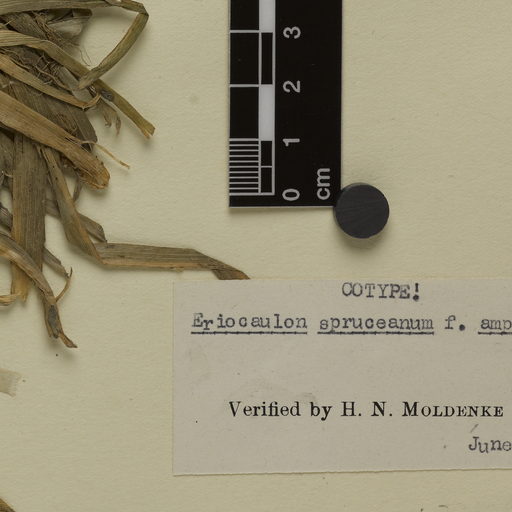 3
2
1
0
cm
COTYPE!
Eriocaulon spruceanum f. amp
Verified by H. N. MOLDENKE
June